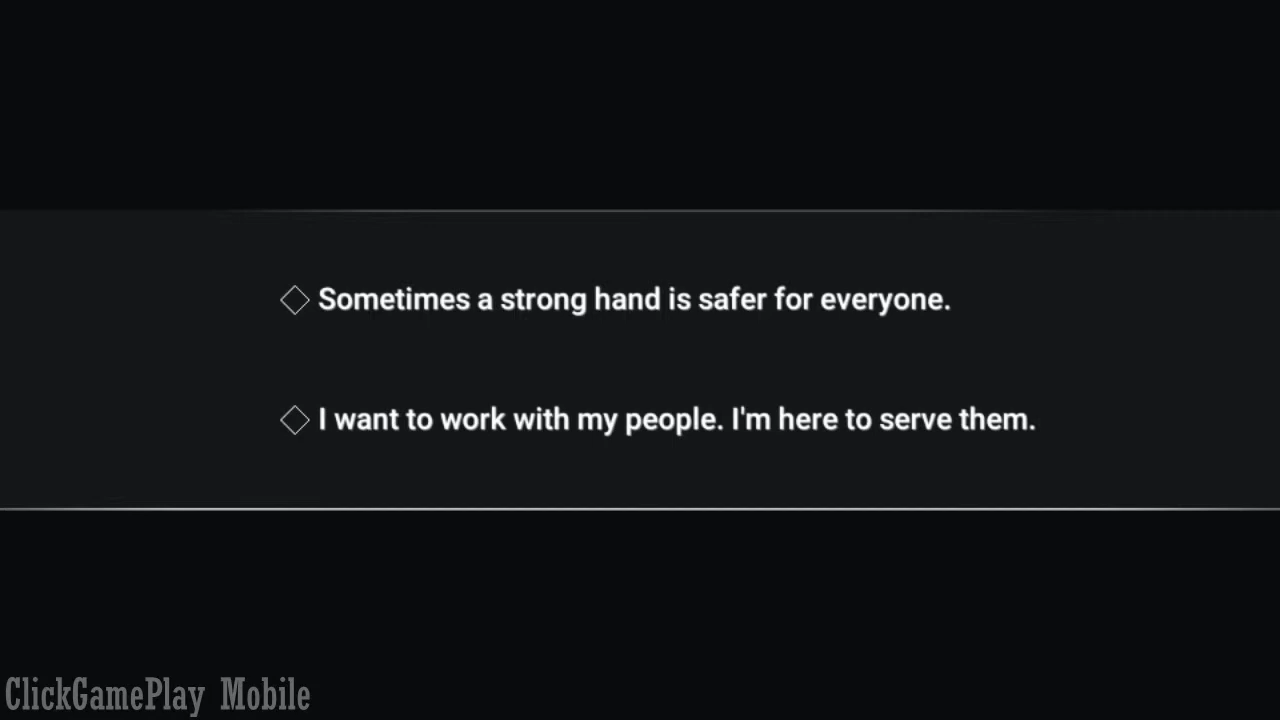 Sometimes a strong hand is safer for everyone.
I want to work with my people. I'm here to serve them.
ClickGamePlay Mobile